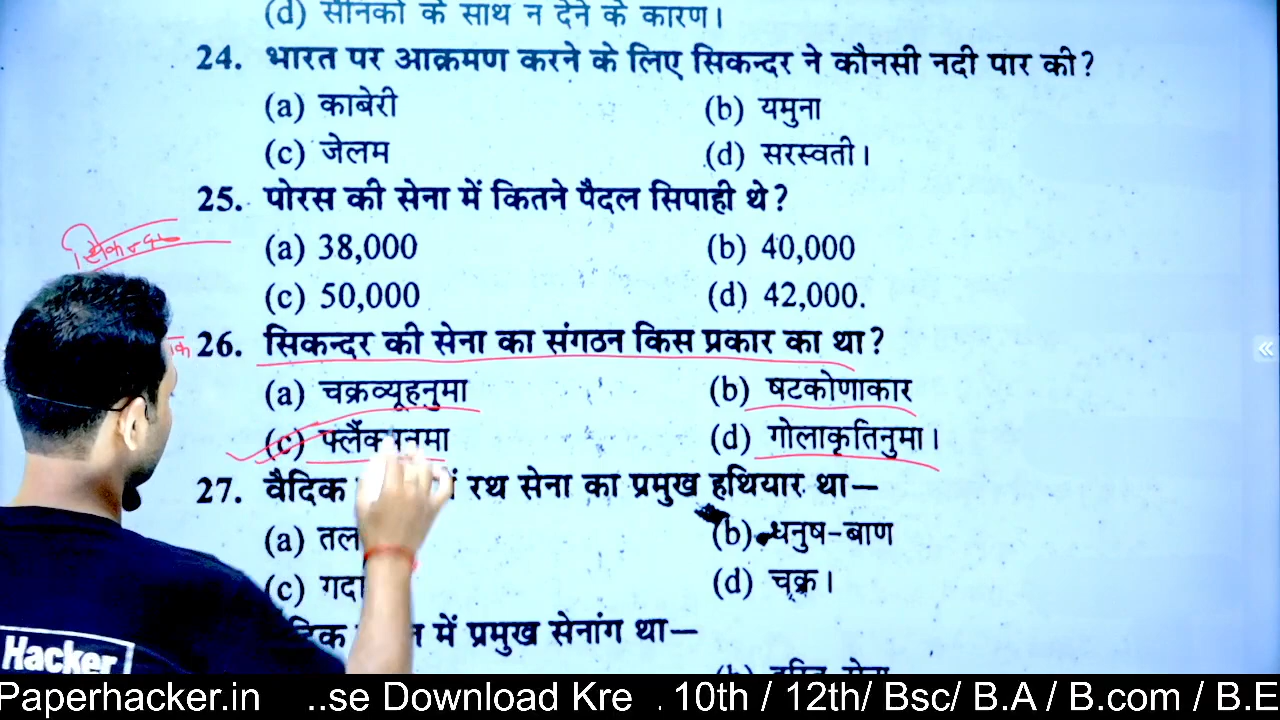 (d) सैनिकों के साथ न देने के कारण।
24. भारत पर आक्रमण करने के लिए सिकन्दर ने कौनसी नदी पार की?
(a) काबेरी (b) यमुना
(c) जेलम (d) सरस्वती।
25. पोरस की सेना में कितने पैदल सिपाही थे?
सिकन्दर
(a) 38,000 (b) 40,000
(c) 50,000 (d) 42,000.
26. सिकन्दर की सेना का संगठन किस प्रकार का था?
(a) चक्रव्यूहनुमा (b) षटकोणाकार
(c) (d) गोलाकृतिनुमा।
27. वैदिक में रथ सेना का प्रमुख हथियार था—
(a) (b) धनुष-बाण
(c) गदा (d) चक्र।
में प्रमुख सेनांग था—
Hacker
Paperhacker.in ..se Download Kre . 10th / 12th/ Bsc/ B.A / B.com / B.E